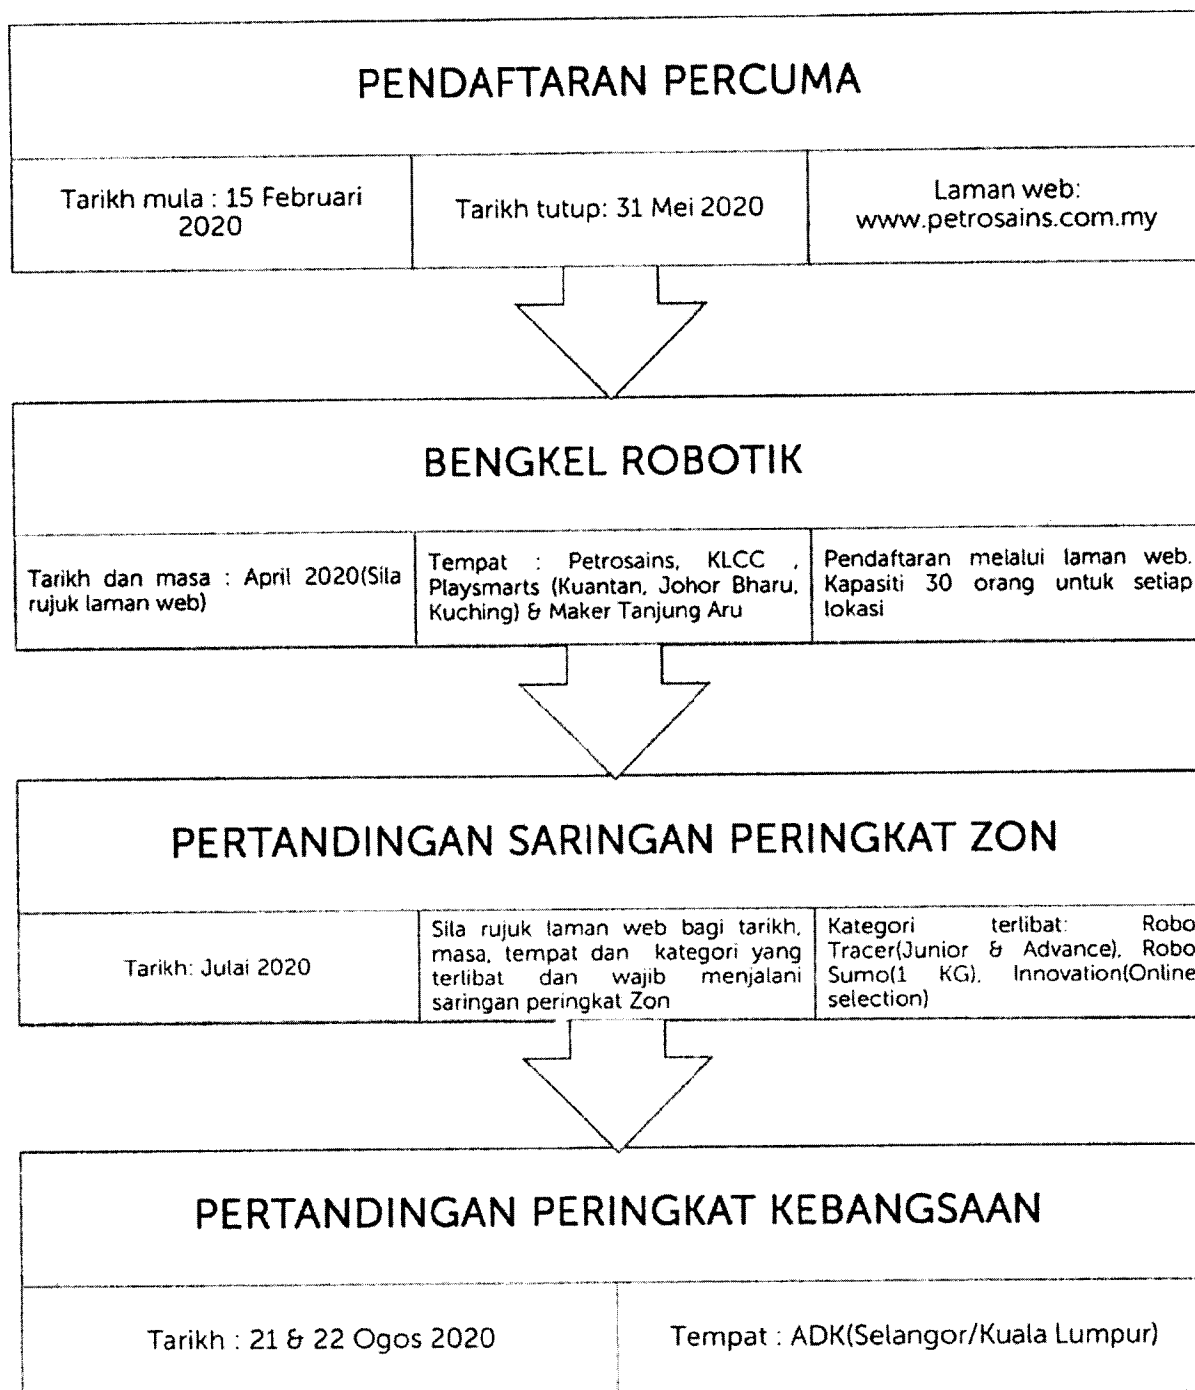 PENDAFTARAN PERCUMA
Tarikh mula : 15 Februari
2020
Tarikh tutup: 31 Mei 2020
Laman web:
www.petrosains.com.my
BENGKEL ROBOTIK
Tarikh dan masa : April 2020(Sila
rujuk laman web)
Tempat : Petrosains, KLCC ,
Playsmarts (Kuantan, Johor Bharu,
Kuching) & Maker Tanjung Aru
Pendaftaran melalui laman web.
Kapasiti 30 orang untuk setiap
lokasi
PERTANDINGAN SARINGAN PERINGKAT ZON
Tarikh: Julai 2020
Sila rujuk laman web bagi tarikh,
masa, tempat dan kategori yang
terlibat dan wajib menjalani
saringan peringkat Zon
Kategori terlibat: Robo
Tracer(Junior & Advance), Robo
Sumo(1 KG), Innovation(Online
selection)
PERTANDINGAN PERINGKAT KEBANGSAAN
Tarikh : 21 & 22 Ogos 2020
Tempat : ADK(Selangor/Kuala Lumpur)